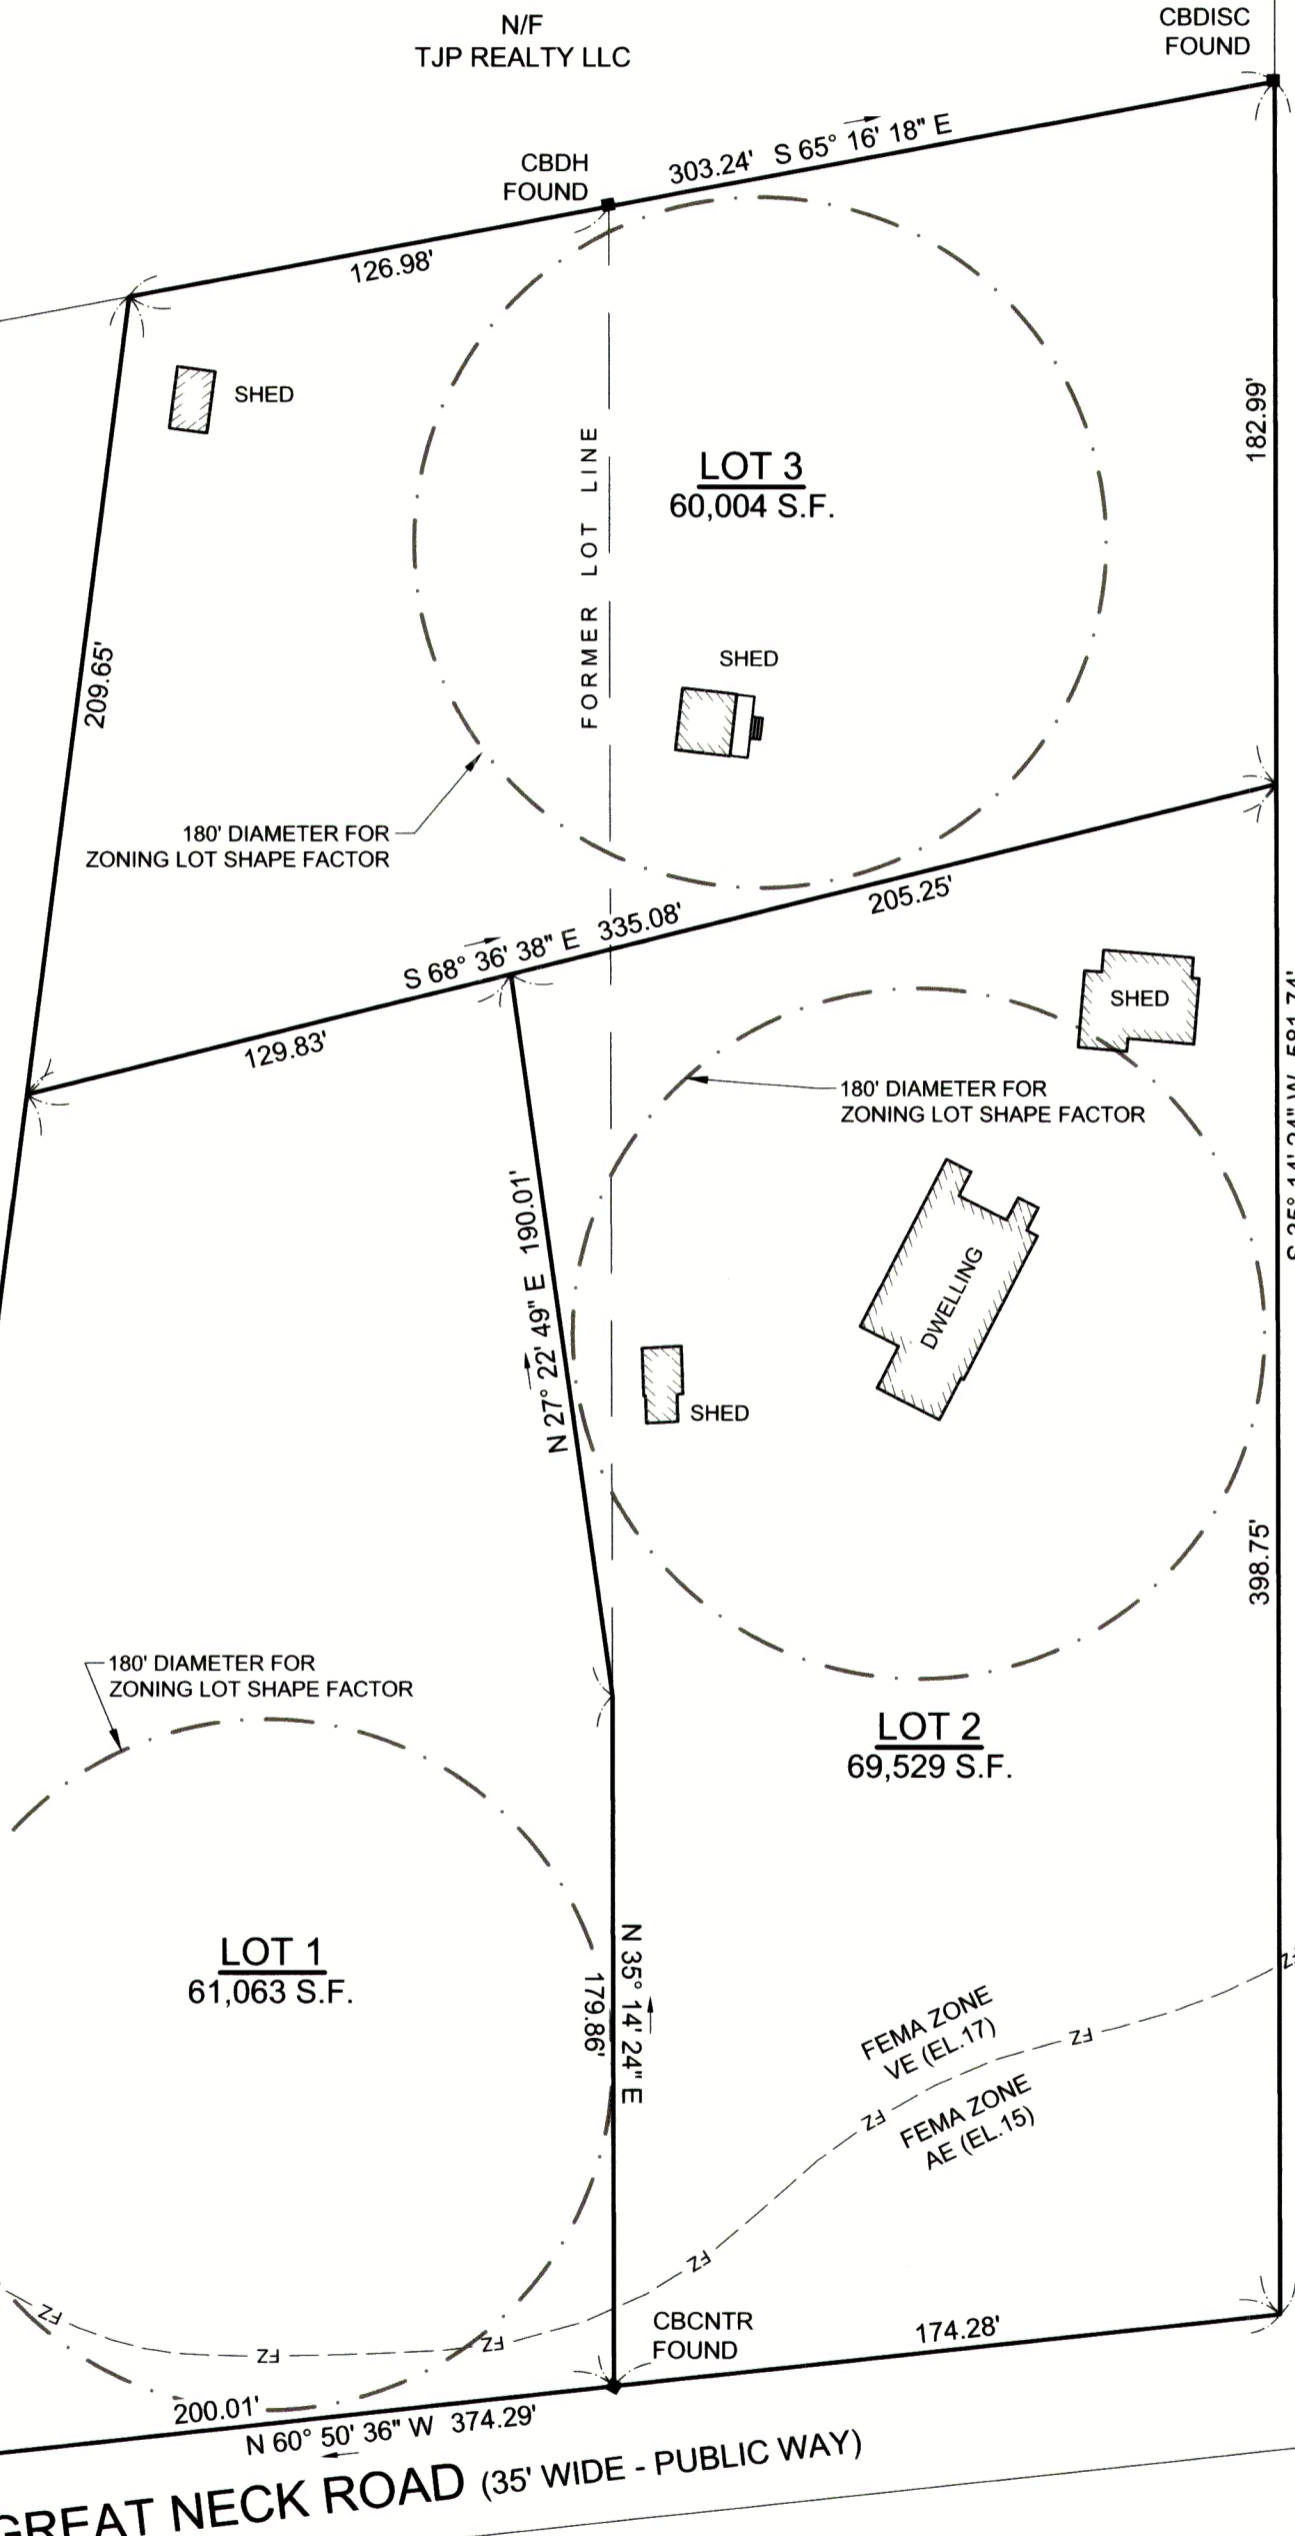 N/F
TJP REALTY LLC
CBDISC
FOUND
CBDH
FOUND
303.24' S 65° 16' 18" E
126.98'
SHED
182.99'
LOT 3
60,004 S.F.
FORMER LOT LINE
209.65'
SHED
180' DIAMETER FOR
ZONING LOT SHAPE FACTOR
205.25'
S 68° 36' 38" E 335.08'
129.83'
SHED
180' DIAMETER FOR
ZONING LOT SHAPE FACTOR
N 27° 22' 49" E 190.01'
DWELLING
SHED
398.75'
180' DIAMETER FOR
ZONING LOT SHAPE FACTOR
LOT 2
69,529 S.F.
LOT 1
61,063 S.F.
N 35° 14' 24" E
179.86'
FEMA ZONE
VE (EL.17)
FZ
FZ
FEMA ZONE
AE (EL.15)
FZ
FZ
FZ
FZ
CBCNTR
FOUND
174.28'
200.01'
N 60° 50' 36" W 374.29'
GREAT NECK ROAD (35' WIDE - PUBLIC WAY)